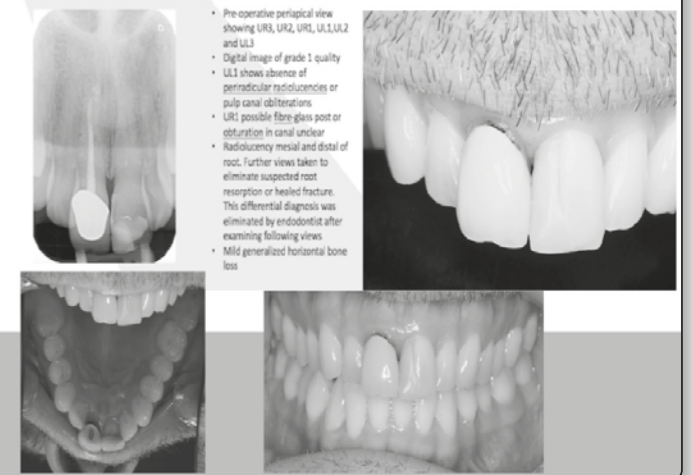 • Pre-operative periapical view
showing UR3, UR2, UR1, UL1,UL2
and UL3
• Digital image of grade 1 quality
• UL1 shows absence of
periradicular radiolucencies or
pulp canal obliterations
• UR1 possible fibre-glass post or
obturation in canal unclear
• Radiolucency mesial and distal of
root. Further views taken to
eliminate suspected root
resorption or healed fracture.
This differential diagnosis was
eliminated by endodontist after
examining following views
• Mild generalized horizontal bone
loss